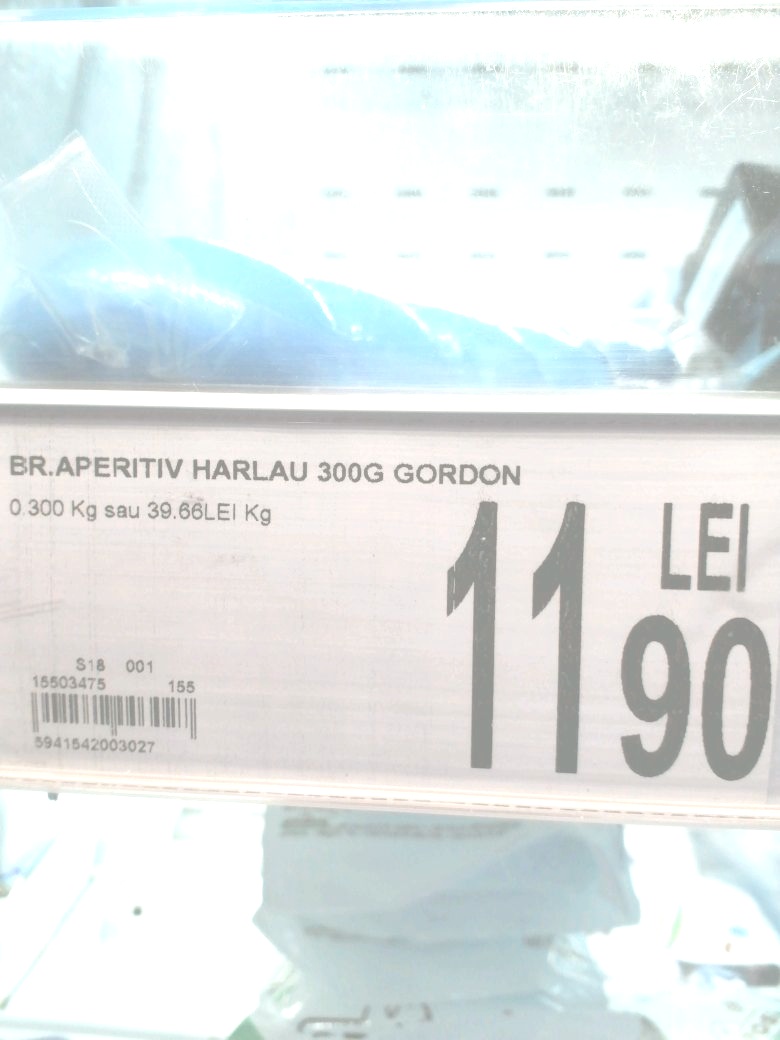 BR.APERITIV HARLAU 300G GORDON
0.300 Kg sau 39.66LEI Kg
11 LEI
90
S18 001
15503475 155
5941542003027